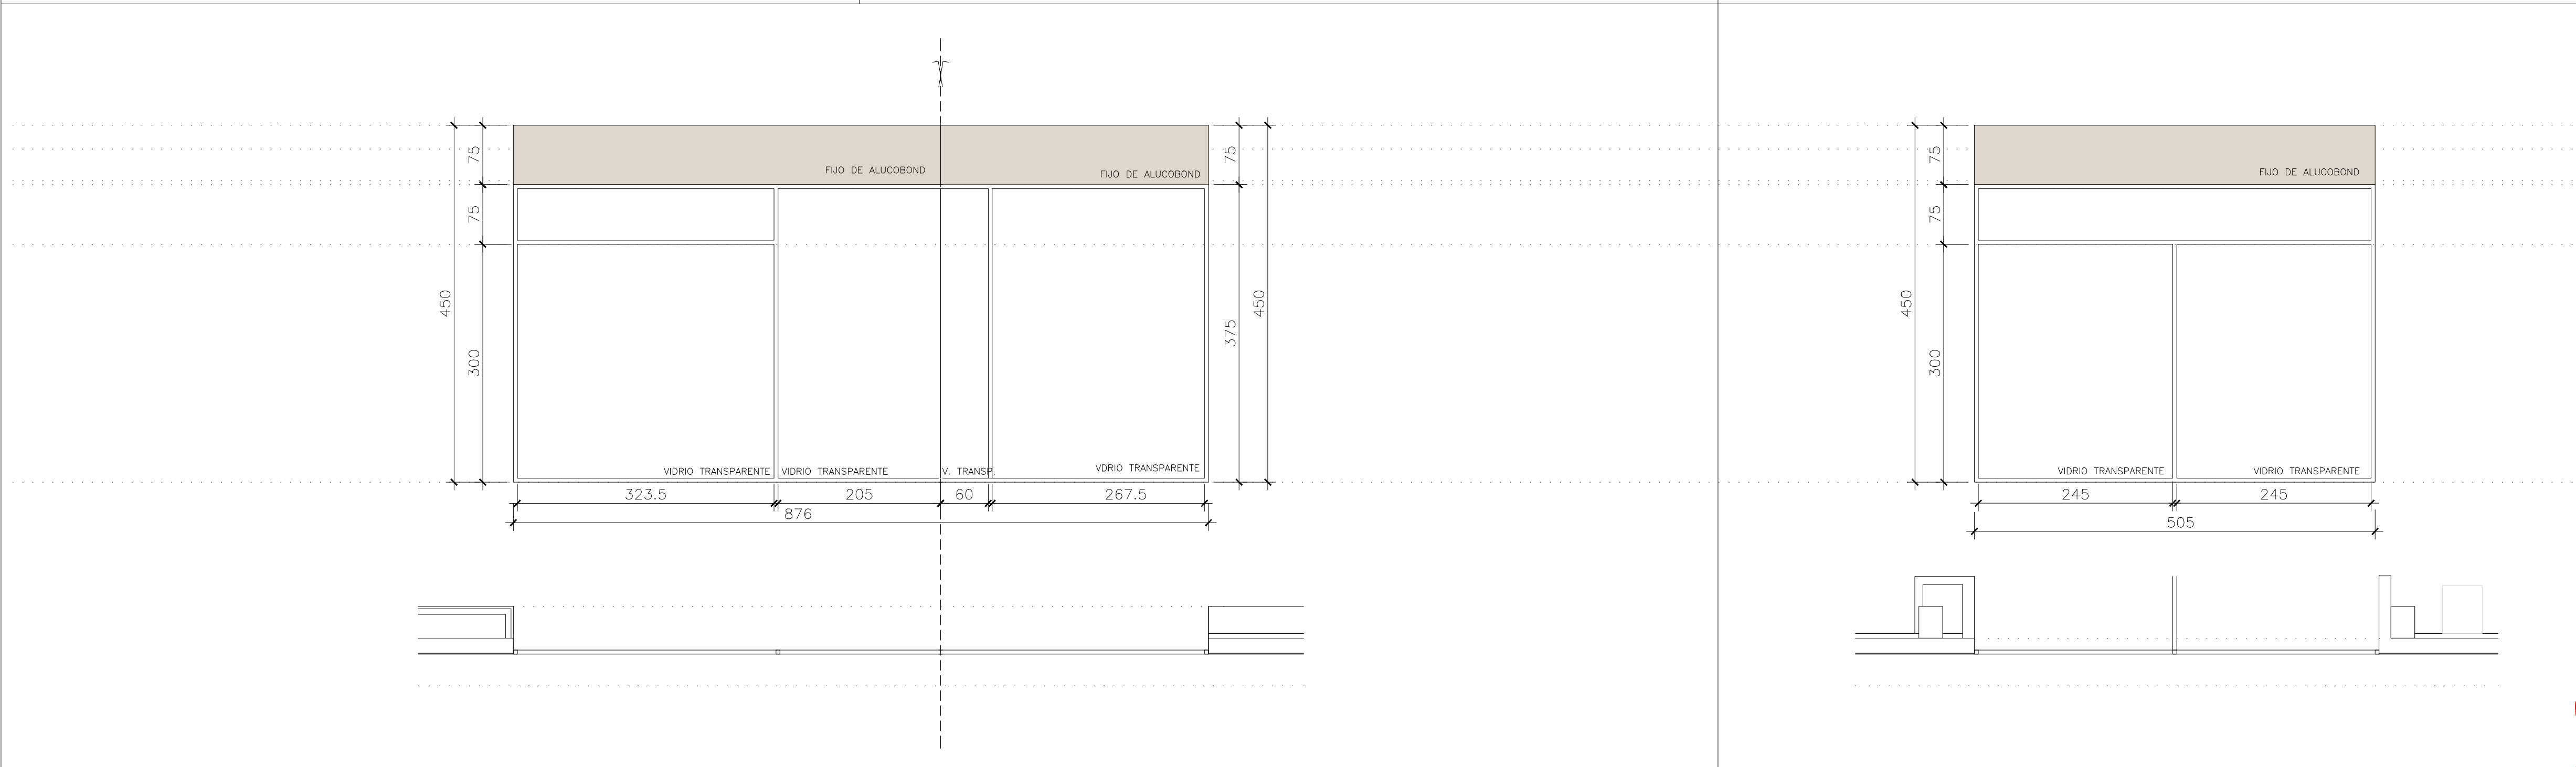 75
75
300
450
FIJO DE ALUCOBOND
FIJO DE ALUCOBOND
75
375
450
VIDRIO TRANSPARENTE
VIDRIO TRANSPARENTE
V. TRANSP.
VDRIO TRANSPARENTE
323.5
205
60
267.5
876
75
75
300
450
FIJO DE ALUCOBOND
VIDRIO TRANSPARENTE
VIDRIO TRANSPARENTE
245
245
505